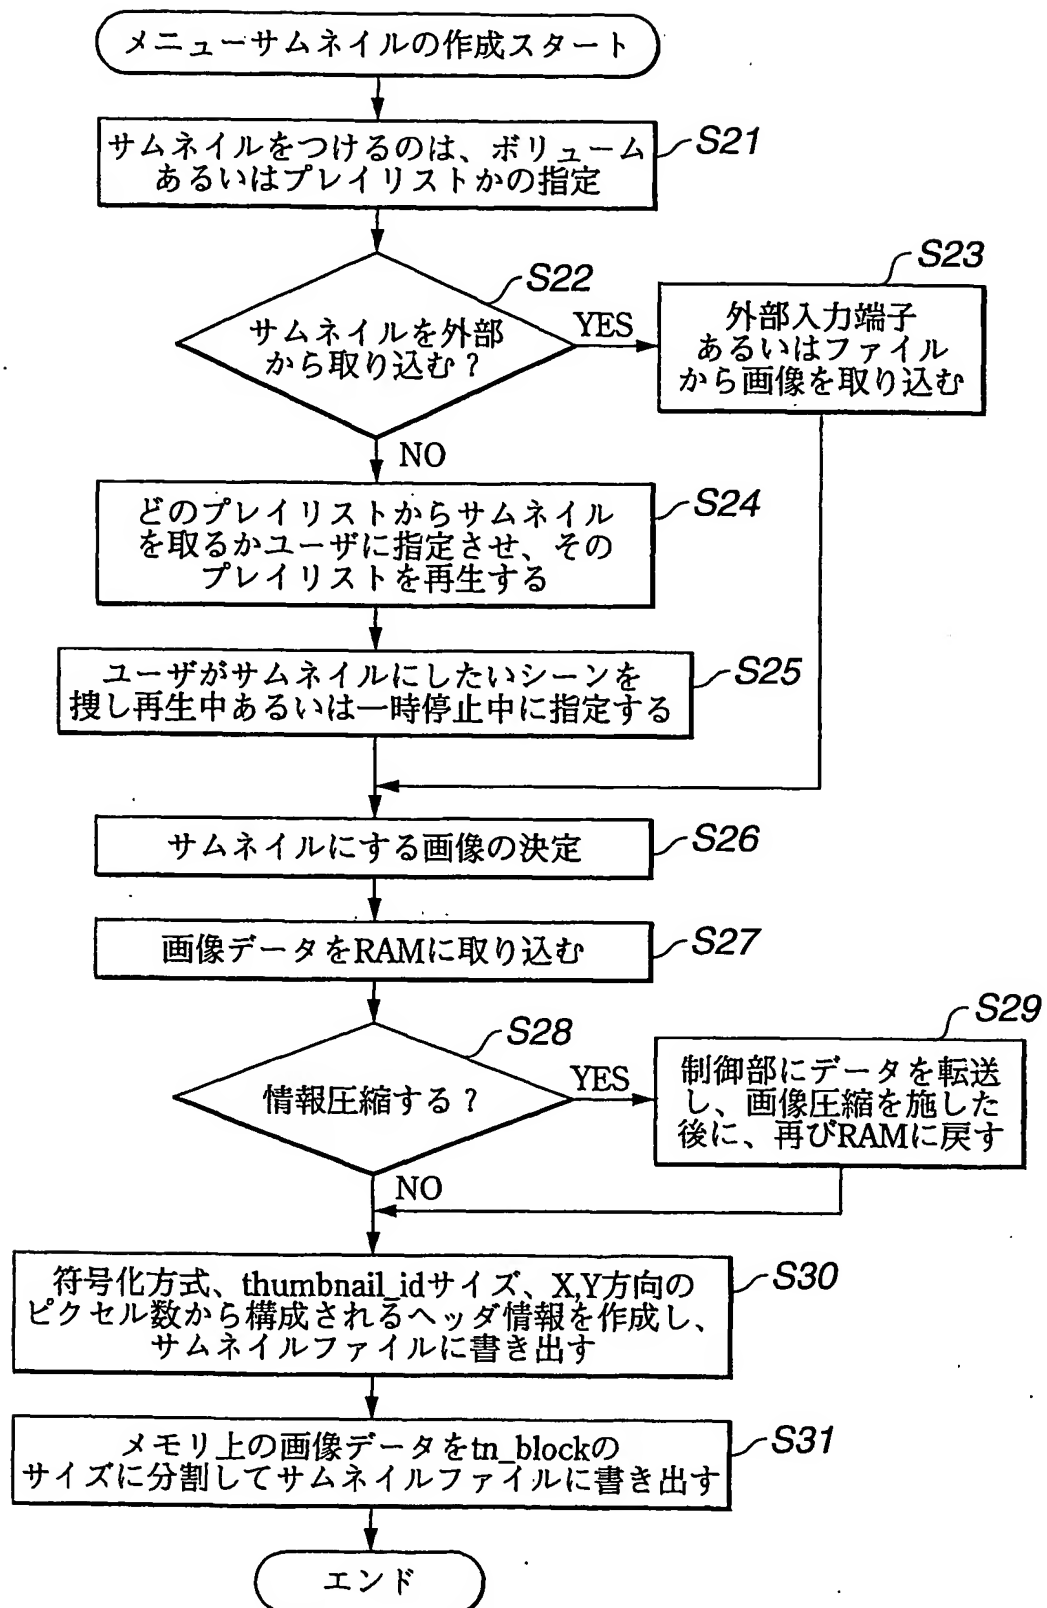 メニューサムネイルの作成スタート
サムネイルをつけるのは、ボリューム
あるいはプレイリストかの指定
S21
サムネイルを外部
から取り込む？
S22
YES
外部入力端子
あるいはファイル
から画像を取り込む
S23
NO
どのプレイリストからサムネイル
を取るかユーザに指定させ、その
プレイリストを再生する
S24
ユーザがサムネイルにしたいシーンを
捜し再生中あるいは一時停止中に指定する
S25
サムネイルにする画像の決定
S26
画像データをRAMに取り込む
S27
情報圧縮する？
S28
YES
制御部にデータを転送
し、画像圧縮を施した
後に、再びRAMに戻す
S29
NO
符号化方式、thumbnail_idサイズ、X,Y方向の
ピクセル数から構成されるヘッダ情報を作成し、
サムネイルファイルに書き出す
S30
メモリ上の画像データをtn_blockの
サイズに分割してサムネイルファイルに書き出す
S31
エンド